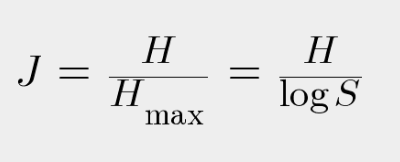 J = H / H_max = H / log S